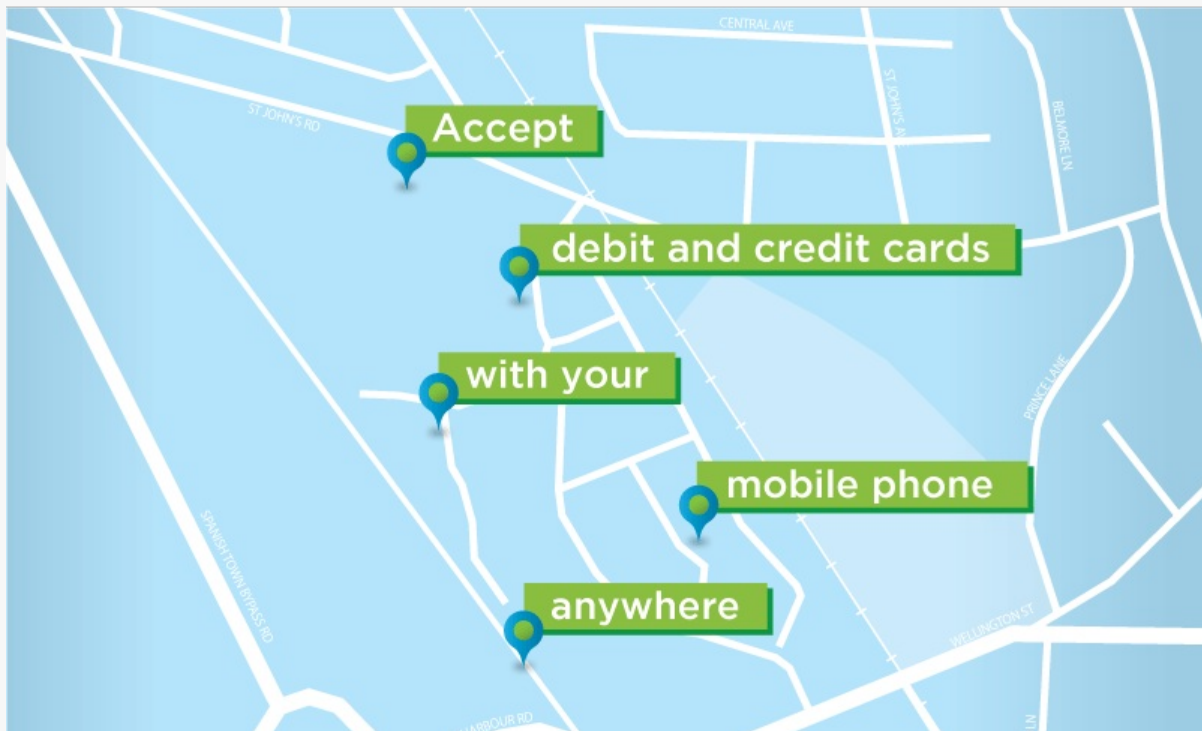 CENTRAL AVE
ST JOHN'S RD
Accept
ST JOHN'S AVE
BELMORE LN
debit and credit cards
with your
PRINCE LANE
mobile phone
SPANISH TOWN BYPASS RD
anywhere
WELLINGTON ST
HARBOUR RD
LN